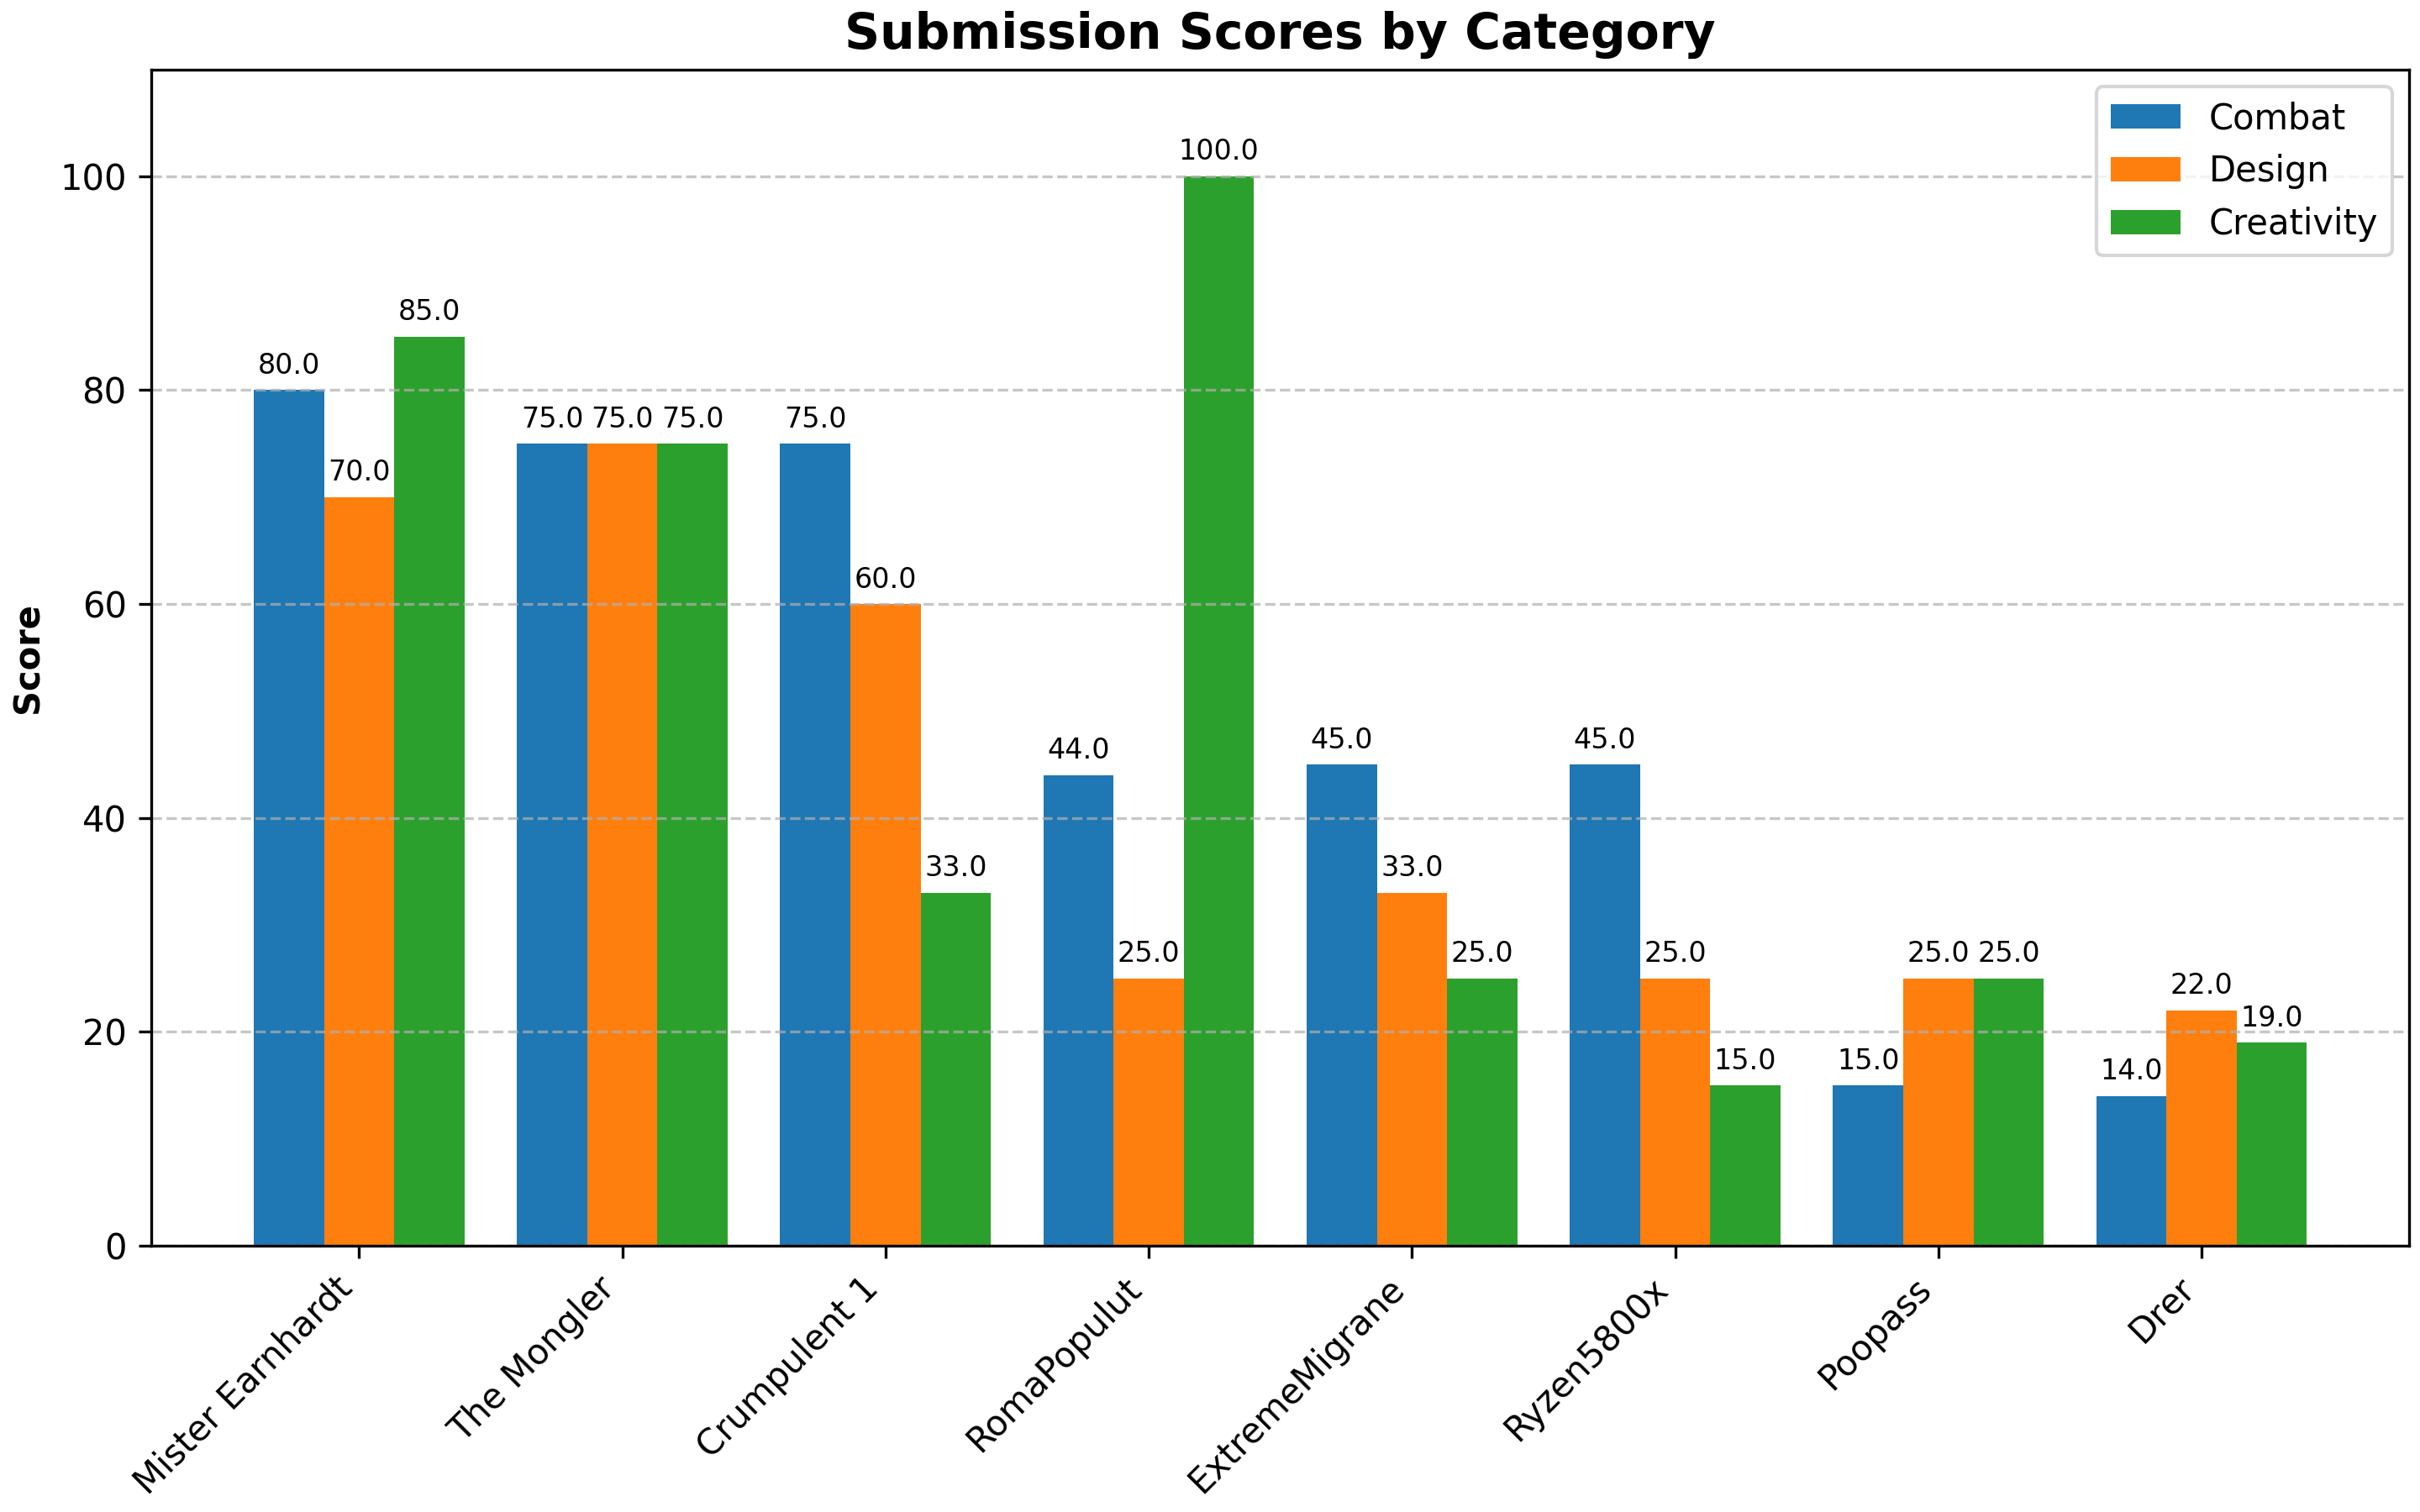 Submission Scores by Category
Combat
Design
Creativity
Score
100
80
60
40
20
0
80.0 70.0 85.0
75.0 75.0 75.0
75.0 60.0 33.0
44.0 25.0 100.0
45.0 33.0 25.0
45.0 25.0 15.0
15.0 25.0 25.0
14.0 22.0 19.0
Mister Earnhardt
The Mongler
Crumpulent 1
RomaPopulut
ExtremeMigrane
Ryzen5800x
Poopass
Drer